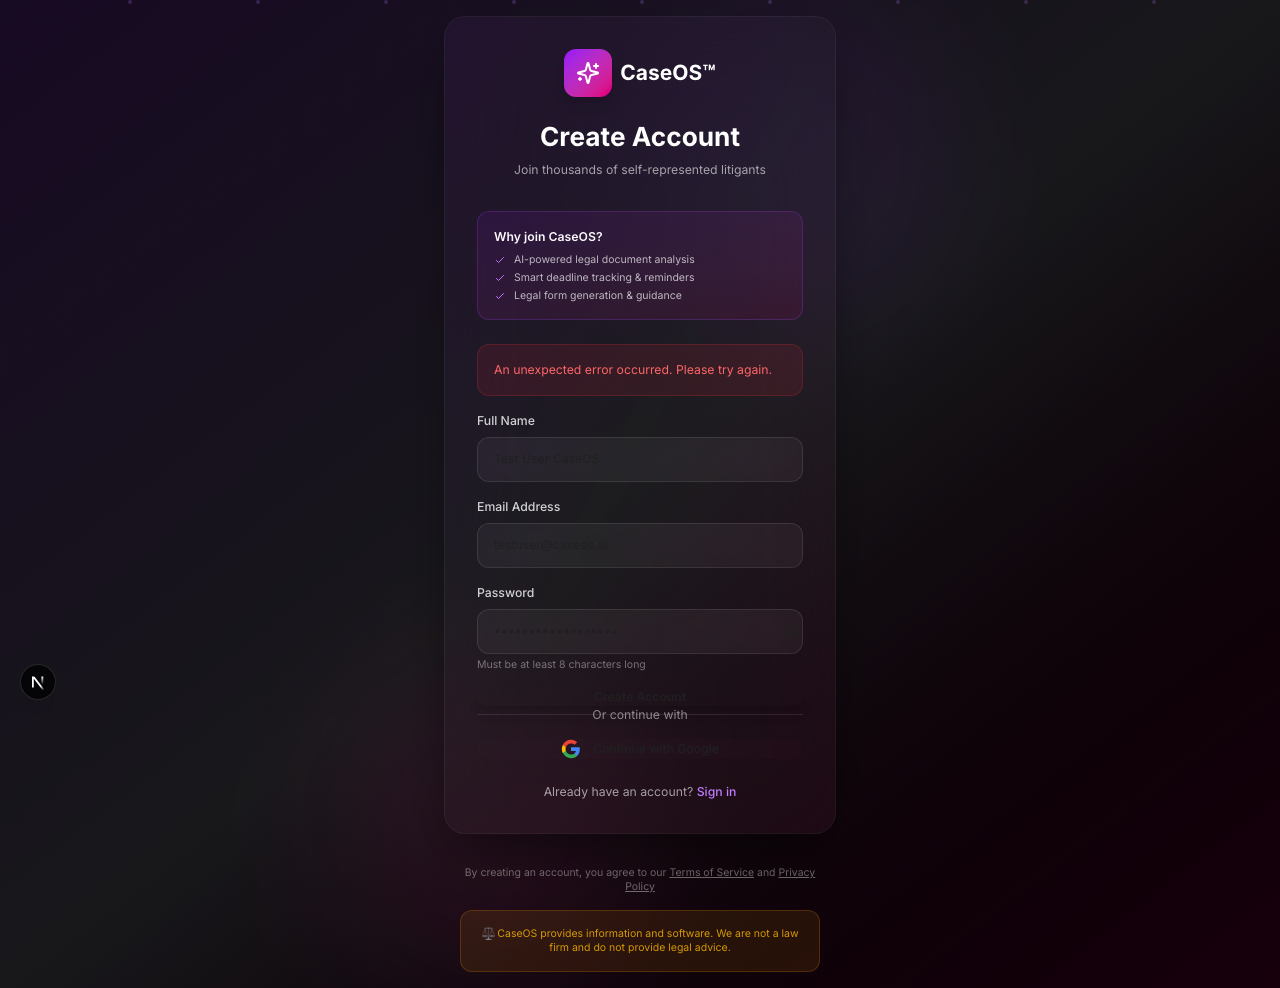 CaseOS™
Create Account
Join thousands of self-represented litigants
Why join CaseOS?
AI-powered legal document analysis
Smart deadline tracking & reminders
Legal form generation & guidance
An unexpected error occurred. Please try again.
Full Name
Test User CaseOS
Email Address
Password
••••••••••••••••••
Must be at least 8 characters long
Create Account
Or continue with
Continue with Google
Already have an account? Sign in
N
By creating an account, you agree to our Terms of Service and Privacy
Policy
⚖️ CaseOS provides information and software. We are not a law
firm and do not provide legal advice.